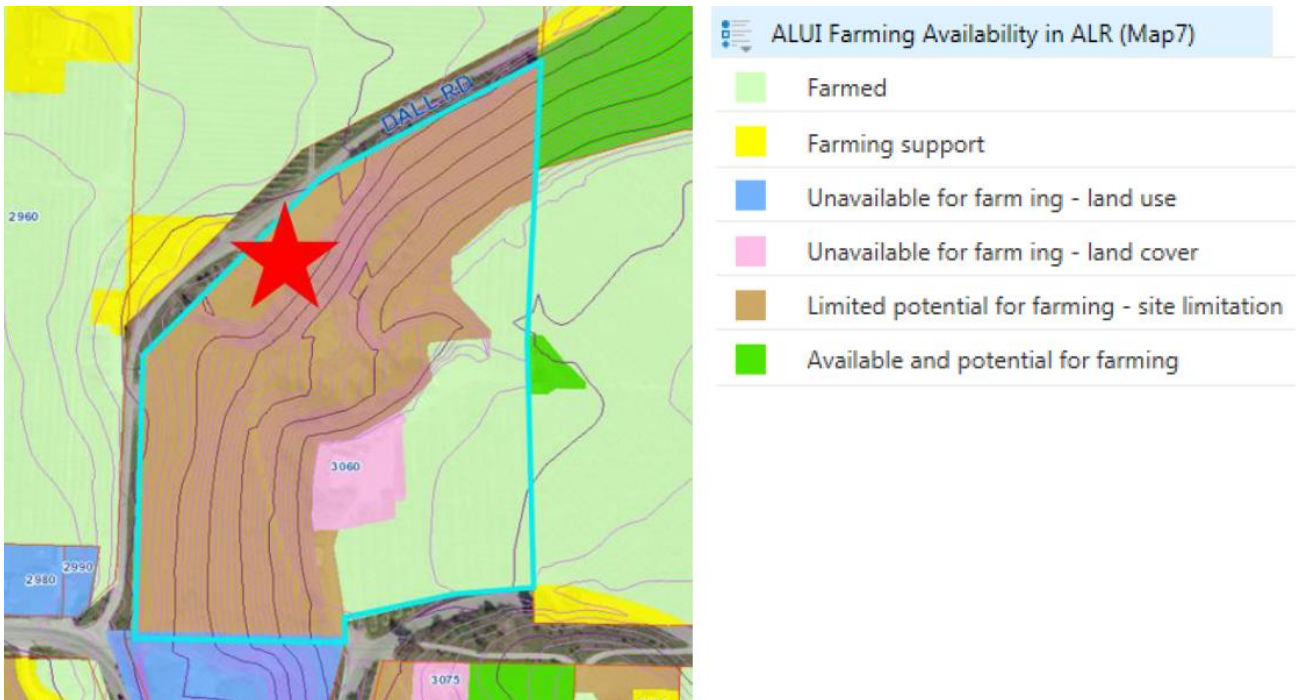 ALUI Farming Availability in ALR (Map7)
Farmed
Farming support
Unavailable for farm ing - land use
Unavailable for farm ing - land cover
Limited potential for farming - site limitation
Available and potential for farming
DALL RD
2960
3060
2980
2990
3075